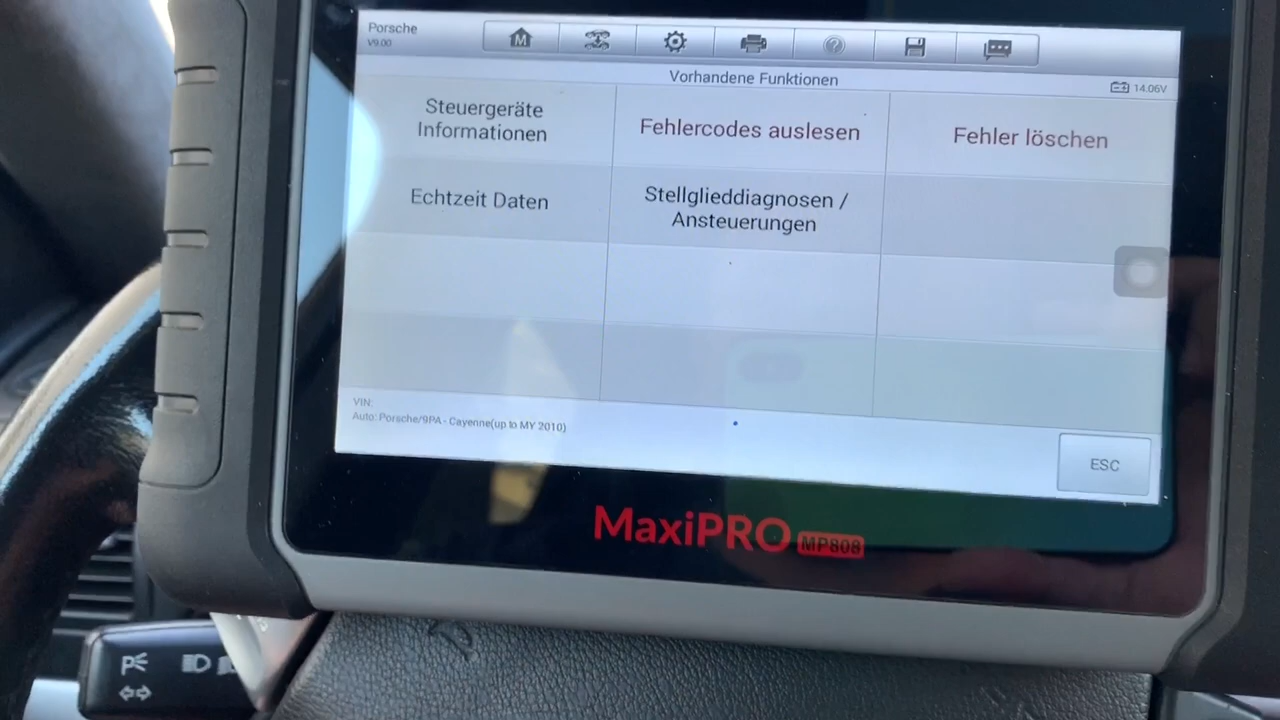 Porsche
V9.00
M
Vorhandene Funktionen
14.06V
Steuergeräte
Informationen
Fehlercodes auslesen
Fehler löschen
Echtzeit Daten
Stellglieddiagnosen /
Ansteuerungen
VIN:
Auto: Porsche/9PA - Cayenne(up to MY 2010)
ESC
MaxiPRO MP808
P